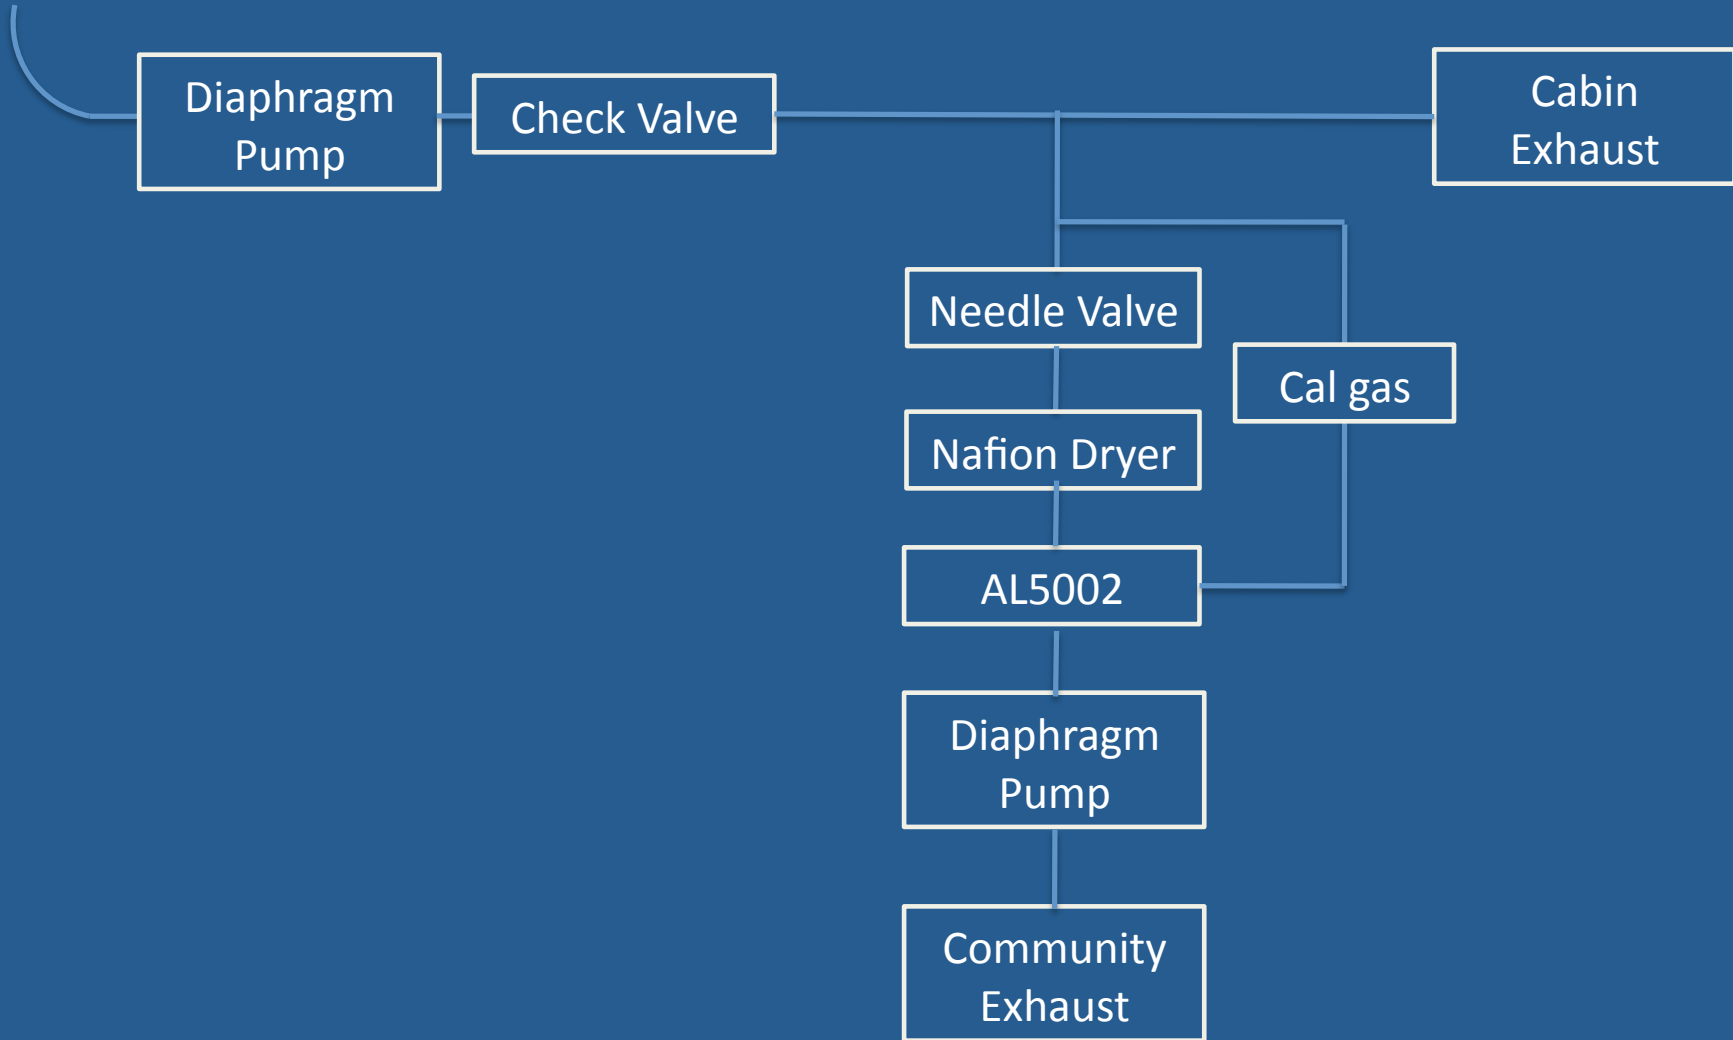 Diaphragm
Pump
Check Valve
Cabin
Exhaust
Needle Valve
Cal gas
Nafion Dryer
AL5002
Diaphragm
Pump
Community
Exhaust